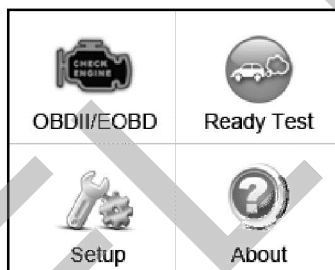 CHECK
ENGINE
OBDII/EOBD
Ready Test
Setup
About